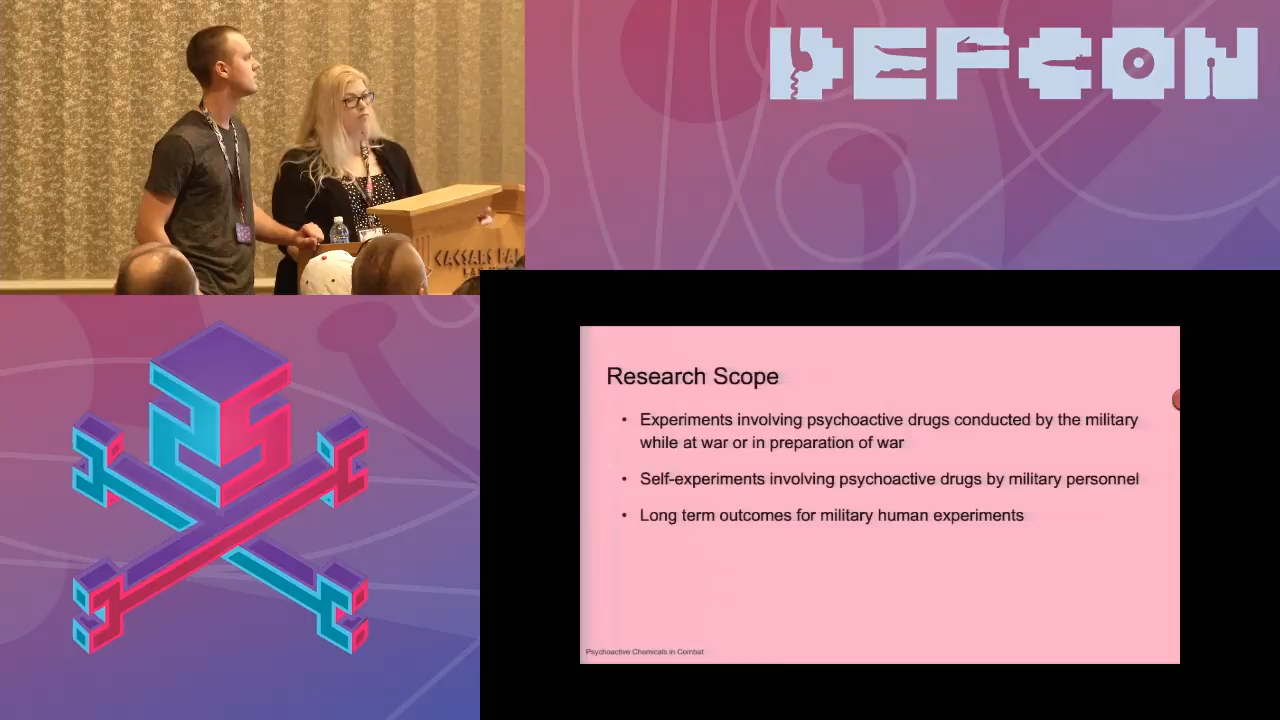 DEFCON
CAESARS PA
Research Scope
• Experiments involving psychoactive drugs conducted by the military
while at war or in preparation of war
• Self-experiments involving psychoactive drugs by military personnel
• Long term outcomes for military human experiments
Psychoactive Chemicals in Combat